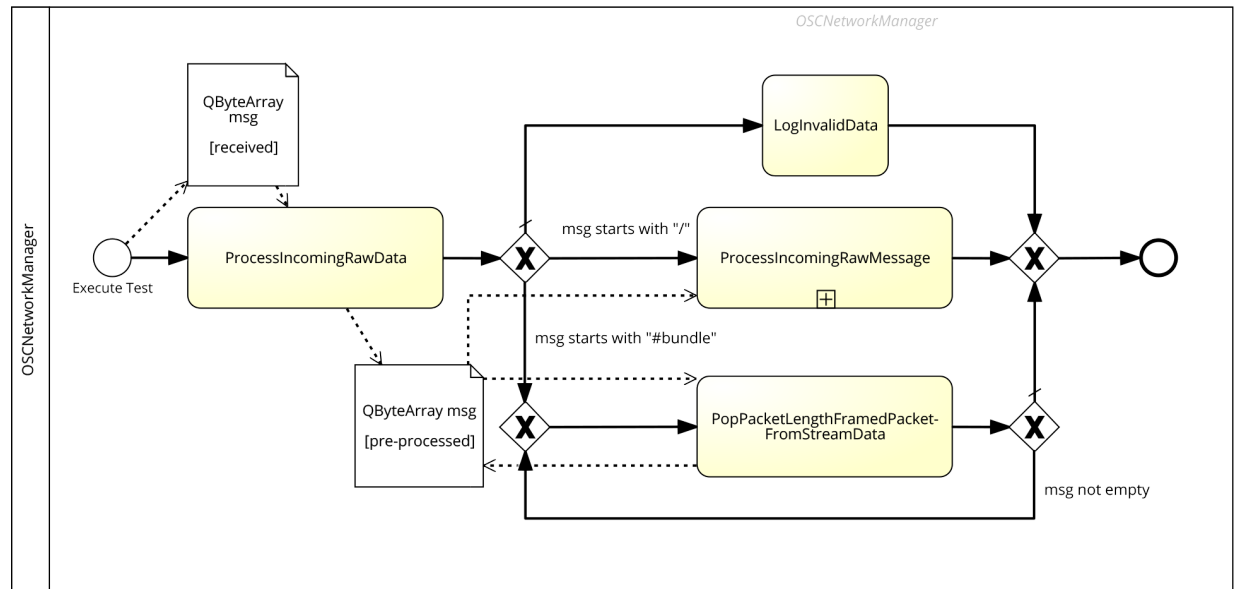 OSCNetworkManager
OSCNetworkManager
QByteArray
msg
[received]
LogInvalidData
Execute Test
ProcessIncomingRawData
msg starts with "/"
ProcessIncomingRawMessage
msg starts with "#bundle"
QByteArray msg
[pre-processed]
PopPacketLengthFramedPacket-
FromStreamData
msg not empty